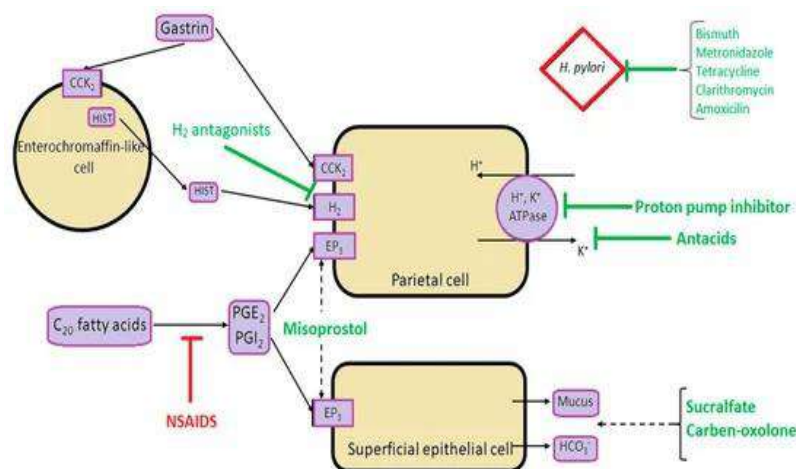 Gastrin
CCK2
HIST
Enterochromaffin-like
cell
H2 antagonists
HIST
CCK2
H2
EP3
Parietal cell
H+
H+, K+
ATPase
K+
H. pylori
Bismuth
Metronidazole
Tetracycline
Clarithromycin
Amoxicilin
Proton pump inhibitor
Antacids
C20 fatty acids
PGE2
PGI2
Misoprostol
NSAIDS
EP3
Superficial epithelial cell
Mucus
HCO3-
Sucralfate
Carben-oxolone